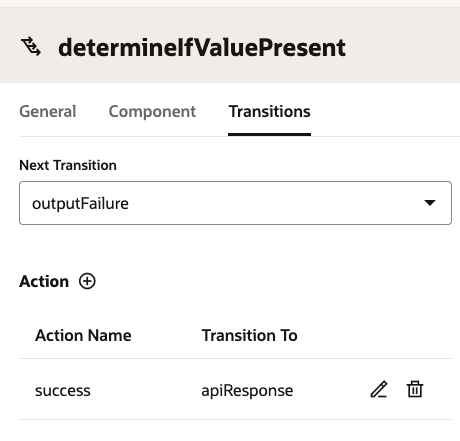 determineIfValuePresent
General Component Transitions
Next Transition
outputFailure
Action
Action Name Transition To
success apiResponse